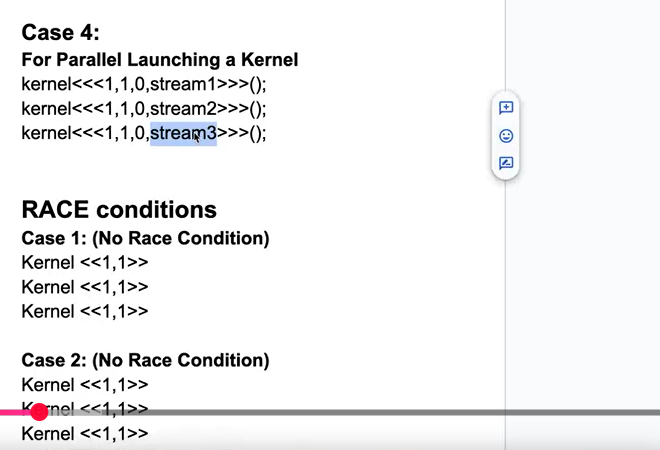 Case 4:
For Parallel Launching a Kernel
kernel<<<1,1,0,stream1>>>();
kernel<<<1,1,0,stream2>>>();
kernel<<<1,1,0,stream3>>>();
RACE conditions
Case 1: (No Race Condition)
Kernel <<1,1>>
Kernel <<1,1>>
Kernel <<1,1>>
Case 2: (No Race Condition)
Kernel <<1,1>>
Kernel <<1,1>>
Kernel <<1,1>>